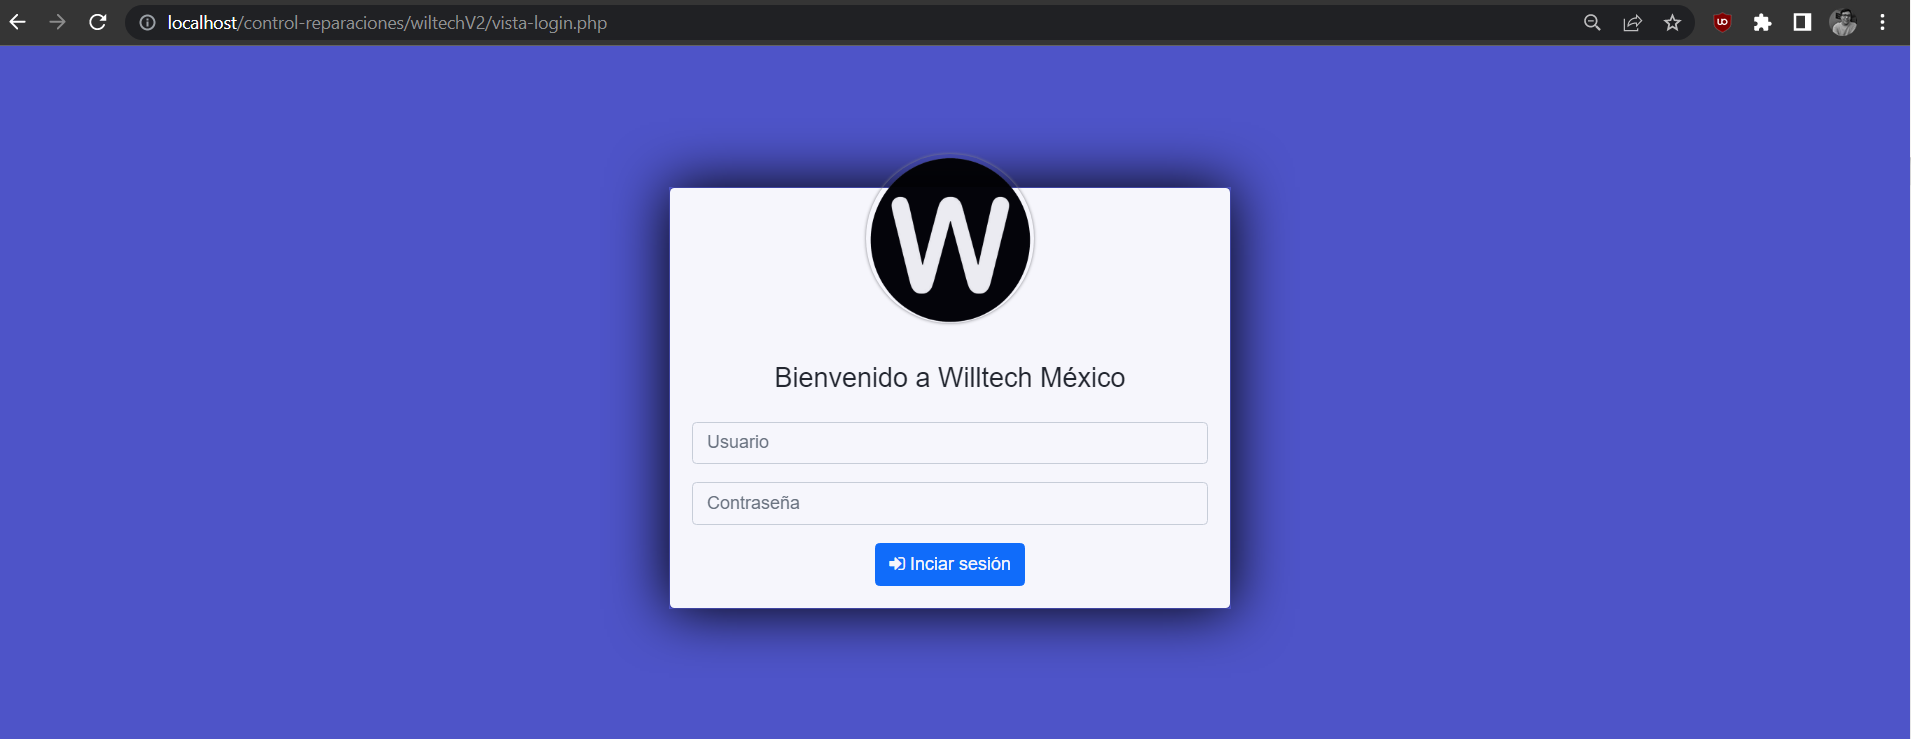 localhost/control-reparaciones/wiltechV2/vista-login.php
W
Bienvenido a Willtech México
Usuario
Contraseña
Inciar sesión